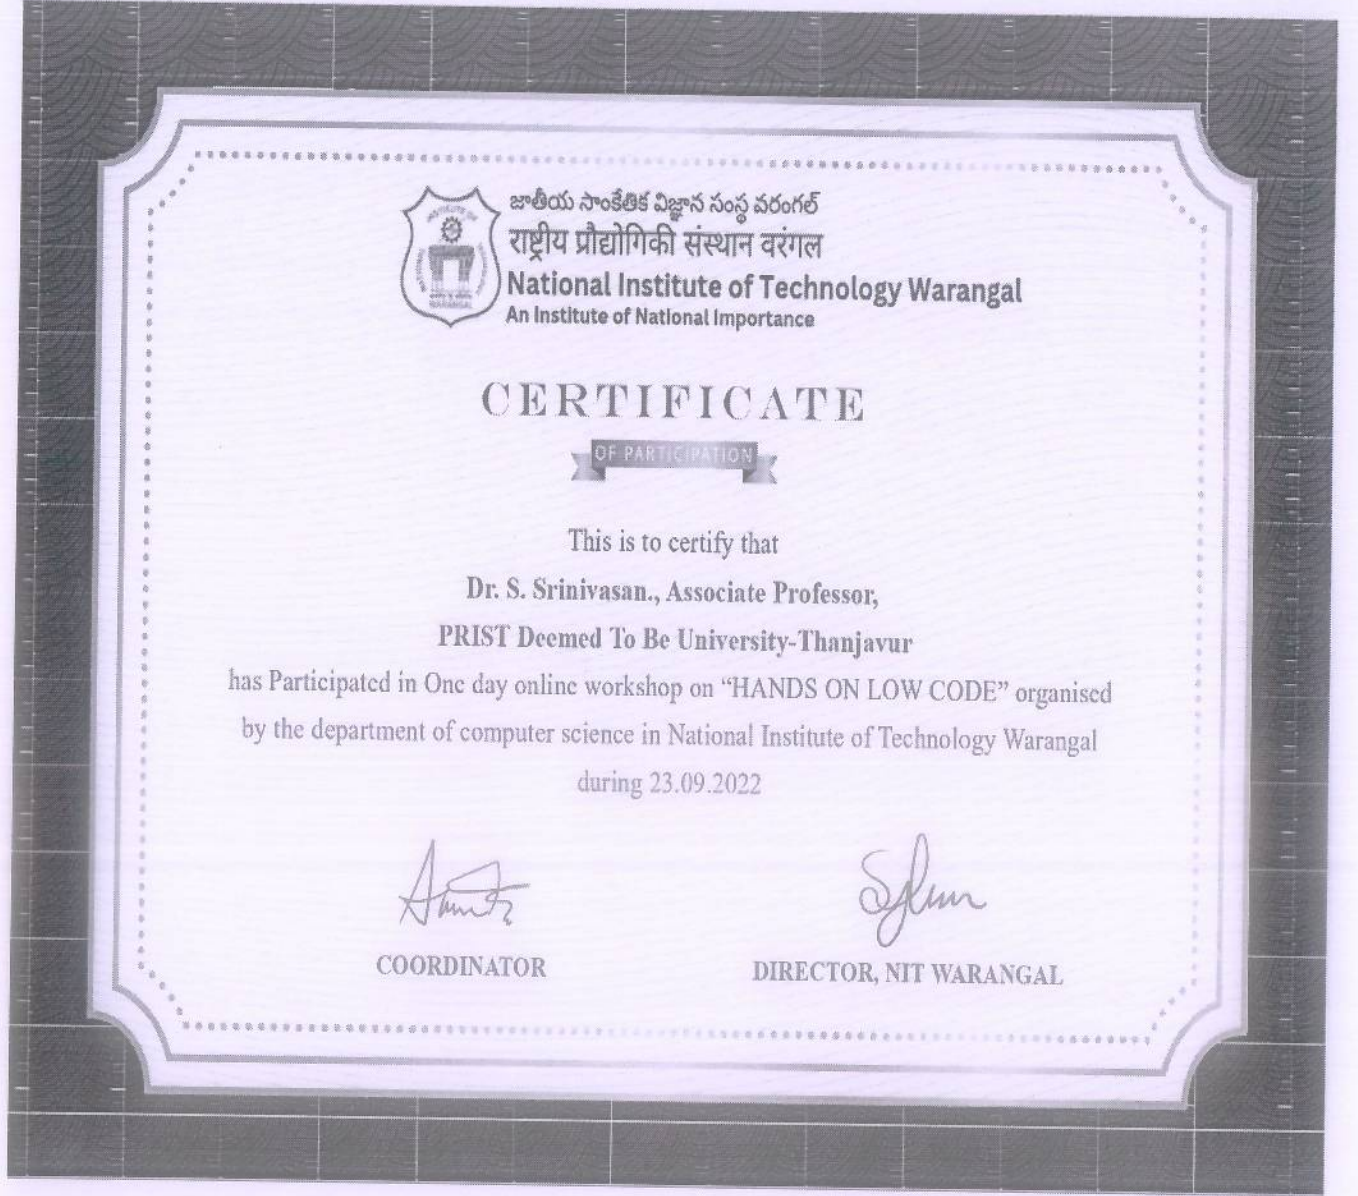 జాతీయ సాంకేతిక విజ్ఞాన సంస్థ వరంగల్
राष्ट्रीय प्रौद्योगिकी संस्थान वरंगल
National Institute of Technology Warangal
An Institute of National Importance
CERTIFICATE
OF PARTICIPATION
This is to certify that
Dr. S. Srinivasan., Associate Professor,
PRIST Deemed To Be University-Thanjavur
has Participated in One day online workshop on “HANDS ON LOW CODE” organised
by the department of computer science in National Institute of Technology Warangal
during 23.09.2022
COORDINATOR
DIRECTOR, NIT WARANGAL